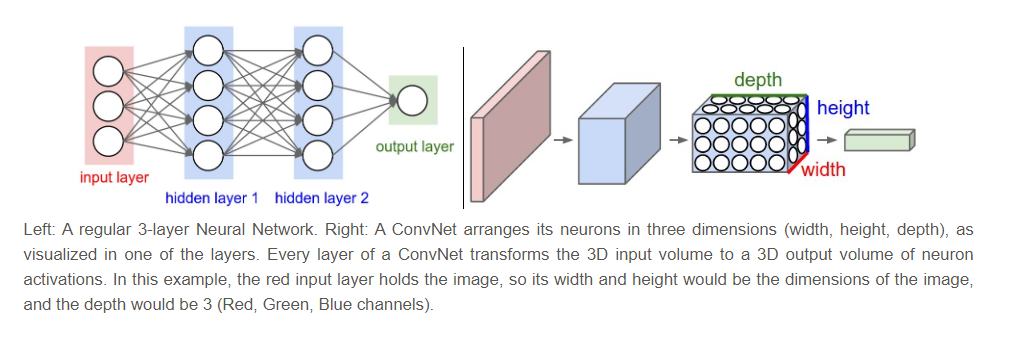 input layer
hidden layer 1
hidden layer 2
output layer
depth
height
width
Left: A regular 3-layer Neural Network. Right: A ConvNet arranges its neurons in three dimensions (width, height, depth), as
visualized in one of the layers. Every layer of a ConvNet transforms the 3D input volume to a 3D output volume of neuron
activations. In this example, the red input layer holds the image, so its width and height would be the dimensions of the image,
and the depth would be 3 (Red, Green, Blue channels).